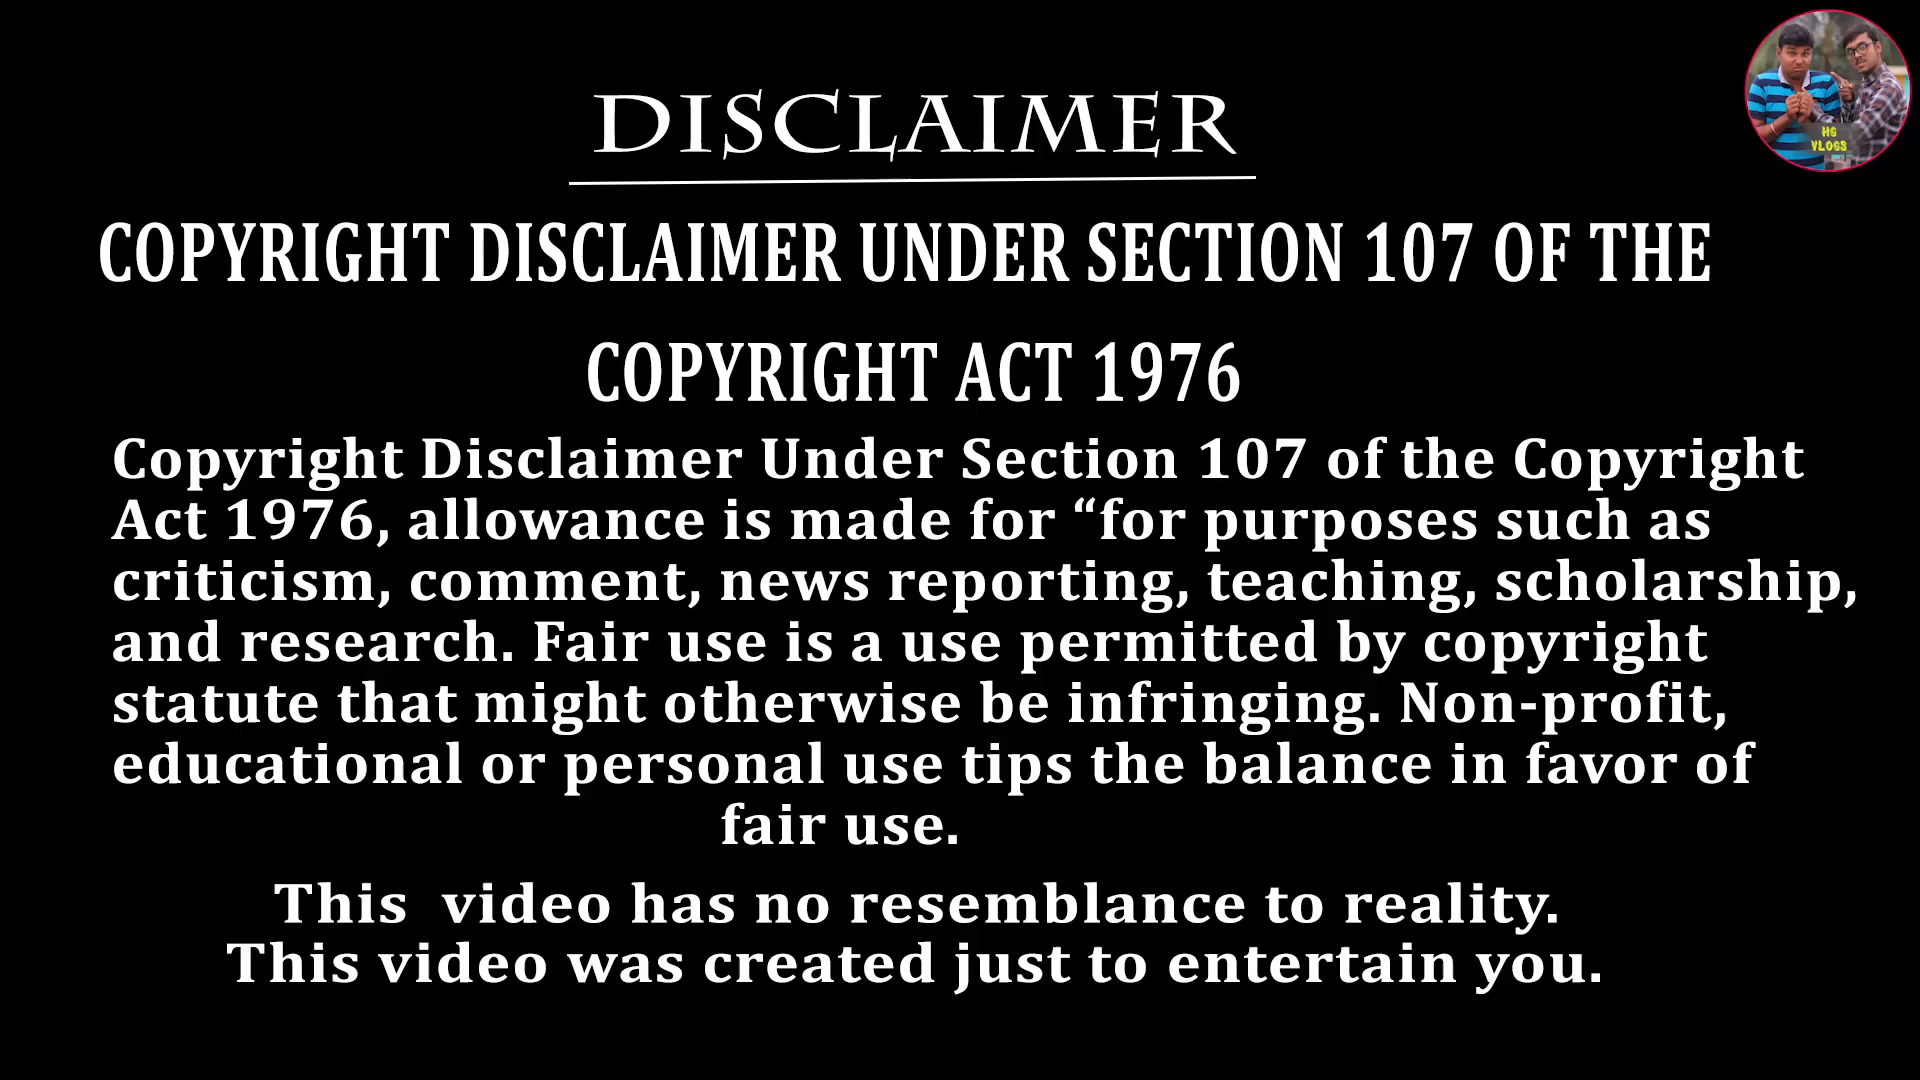 DISCLAIMER
COPYRIGHT DISCLAIMER UNDER SECTION 107 OF THE
COPYRIGHT ACT 1976
Copyright Disclaimer Under Section 107 of the Copyright
Act 1976, allowance is made for “for purposes such as
criticism, comment, news reporting, teaching, scholarship,
and research. Fair use is a use permitted by copyright
statute that might otherwise be infringing. Non-profit,
educational or personal use tips the balance in favor of
fair use.
This  video has no resemblance to reality.
This video was created just to entertain you.
HG
VLOGS